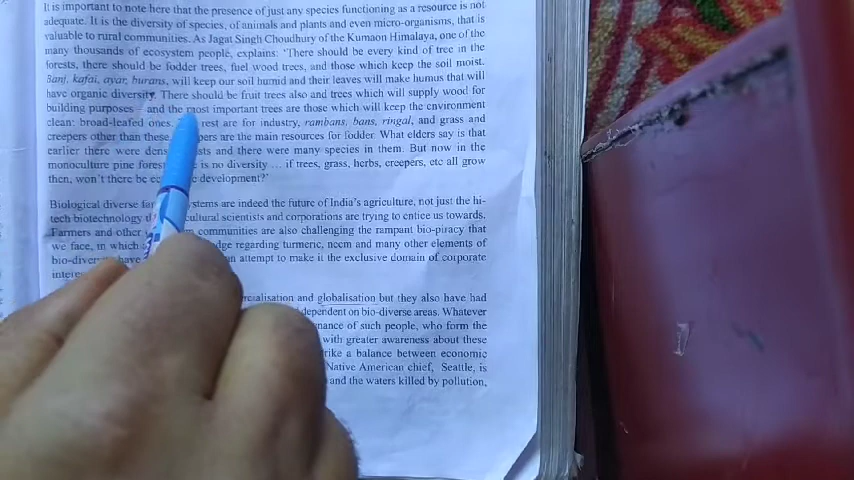 It is important to note here that the presence of just any species functioning as a resource is not
adequate. It is the diversity of species, of animals and plants and even micro-organisms, that is
valuable to rural communities. As Jagat Singh Choudhury of the Kumaon Himalaya, one of the
many thousands of ecosystem people, explains: 'There should be every kind of tree in the
forests, there should be fodder trees, fuel wood trees, and those which keep the soil moist.
Banj, kafai, ayar, burans, will keep our soil humid and their leaves will make humus that will
have organic diversity. There should be fruit trees also and trees which will supply wood for
building purposes – and the most important trees are those which will keep the environment
clean: broad-leafed ones. rest are for industry, rambans, bans, ringal, and grass and
creepers other than these. are the main resources for fodder. What elders say is that
earlier there were and there were many species in them. But now in the
monoculture pine is no diversity ... if trees, grass, herbs, creepers, etc all grow
then, won't there be development?'
Biological diverse are indeed the future of India's agriculture, not just the hi-
tech biotechnology scientists and corporations are trying to entice us towards.
Farmers and other communities are also challenging the rampant bio-piracy that
we face, in which regarding turmeric, neem and many other elements of
bio-diversity have an attempt to make it the exclusive domain of corporate
and globalisation but they also have had
dependent on bio-diverse areas. Whatever
of such people, who form the
with greater awareness about these
a balance between economic
Native American chief, Seattle, is
and the waters killed by pollution,